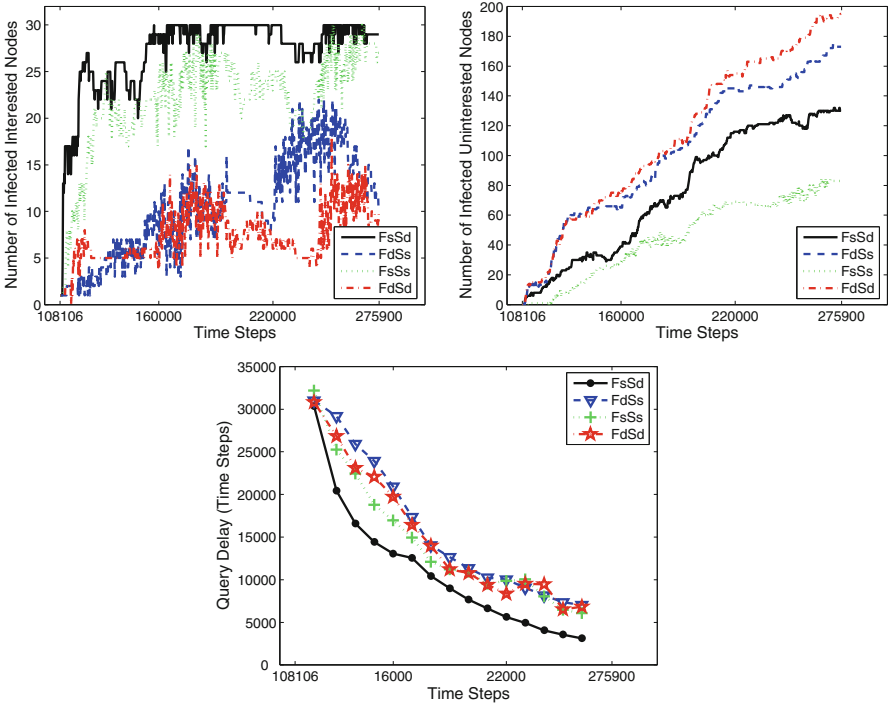 30
25
20
15
10
5
0
Number of Infected Interested Nodes
108106 160000 220000 275900
Time Steps
FsSd
FdSs
FsSs
FdSd
200
180
160
140
120
100
80
60
40
20
0
Number of Infected Uninterested Nodes
108106 160000 220000 275900
Time Steps
FsSd
FdSs
FsSs
FdSd
35000
30000
25000
20000
15000
10000
5000
0
Query Delay (Time Steps)
108106 16000 22000 275900
Time Steps
FsSd
FdSs
FsSs
FdSd